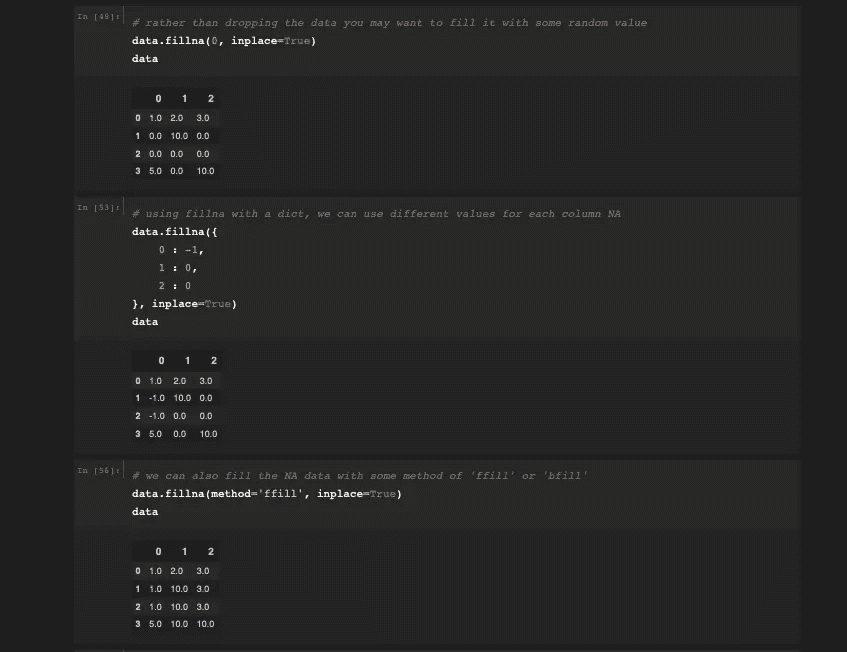 In [48]: # rather than dropping the data you may want to fill it with some random value
data.fillna(0, inplace=True)
data
0 1 2
0 1.0 2.0 3.0
1 0.0 10.0 0.0
2 0.0 0.0 0.0
3 5.0 0.0 10.0
In [53]: # using fillna with a dict, we can use different values for each column NA
data.fillna({
0 : -1,
1 : 0,
2 : 0
}, inplace=True)
data
0 1 2
0 1.0 2.0 3.0
1 -1.0 10.0 0.0
2 -1.0 0.0 0.0
3 5.0 0.0 10.0
In [56]: # we can also fill the NA data with some method of 'ffill' or 'bfill'
data.fillna(method='ffill', inplace=True)
data
0 1 2
0 1.0 2.0 3.0
1 1.0 10.0 3.0
2 1.0 10.0 3.0
3 5.0 10.0 10.0